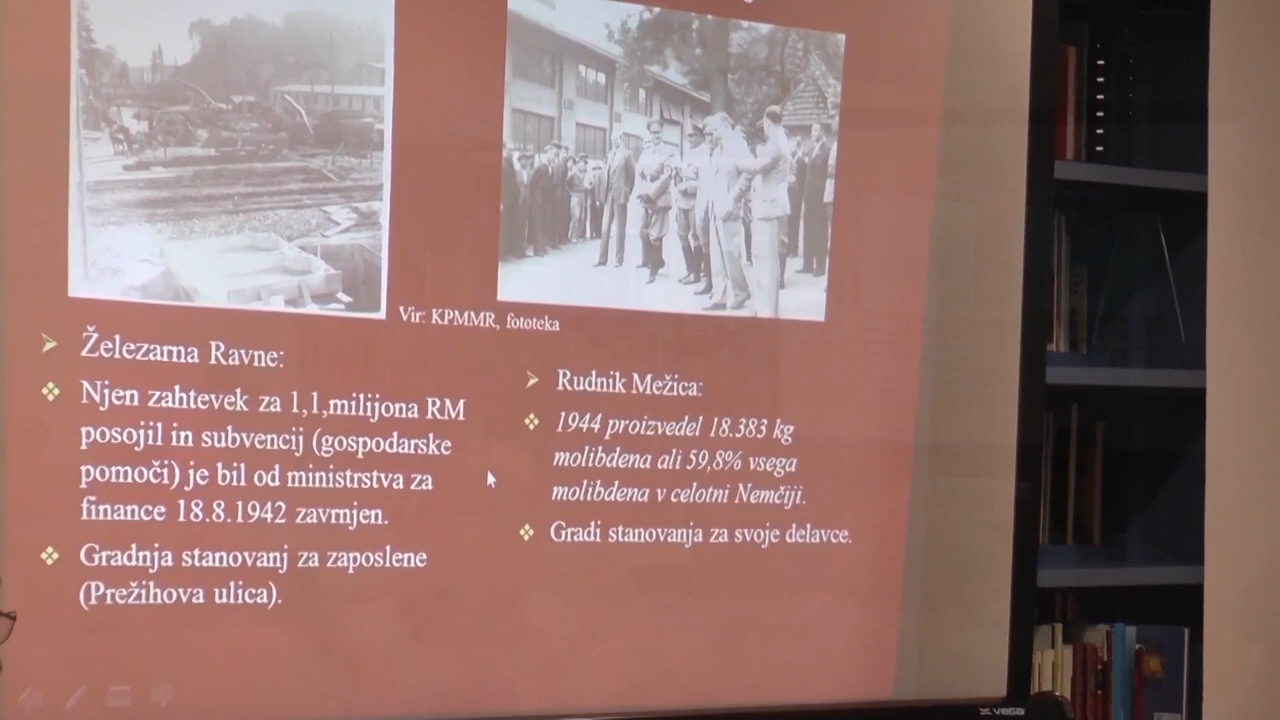 Vir: KPMMR, fototeka
Železarna Ravne:
Njen zahtevek za 1,1,milijona RM
posojil in subvencij (gospodarske
pomoči) je bil od ministrstva za
finance 18.8.1942 zavrnjen.
Gradnja stanovanj za zaposlene
(Prežihova ulica).
Rudnik Mežica:
1944 proizvedel 18.383 kg
molibdena ali 59,8% vsega
molibdena v celotni Nemčiji.
Gradi stanovanja za svoje delavce.
VEGA